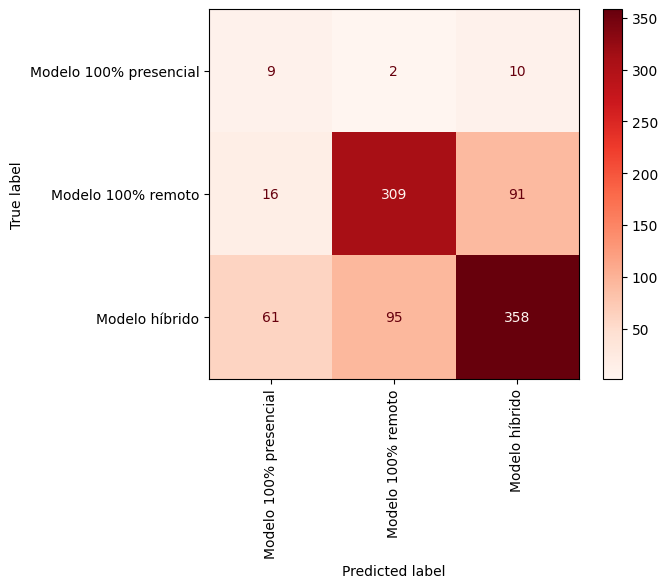 Modelo 100% presencial
9
2
10
Modelo 100% remoto
16
309
91
Modelo híbrido
61
95
358
True label
Modelo 100% presencial
Modelo 100% remoto
Modelo híbrido
Predicted label
350
300
250
200
150
100
50